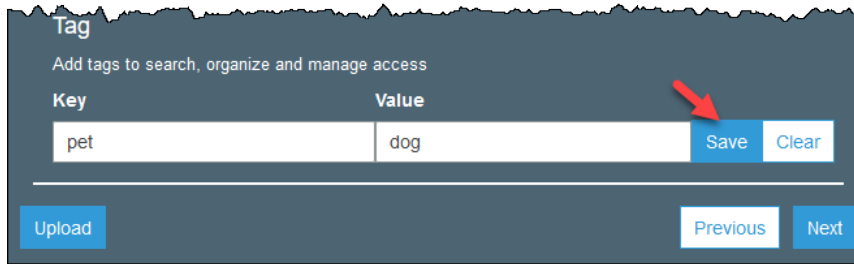 Tag
Add tags to search, organize and manage access
Key Value
pet dog Save Clear
Upload Previous Next